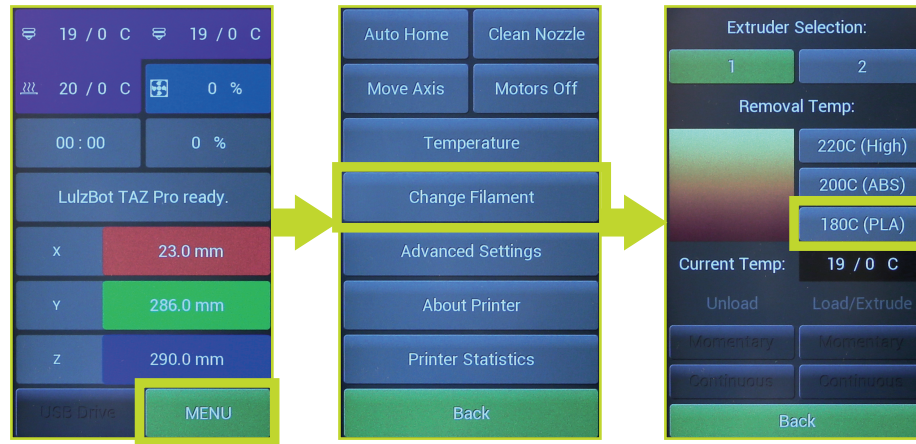 19 / 0 C 19 / 0 C
20 / 0 C 0 %
00 : 00 0 %
LulzBot TAZ Pro ready.
X 23.0 mm
Y 286.0 mm
Z 290.0 mm
USB Drive MENU
Auto Home Clean Nozzle
Move Axis Motors Off
Temperature
Change Filament
Advanced Settings
About Printer
Printer Statistics
Back
Extruder Selection:
1 2
Removal Temp:
220C (High)
200C (ABS)
180C (PLA)
Current Temp: 19 / 0 C
Unload Load/Extrude
Momentary Momentary
Continuous Continuous
Back